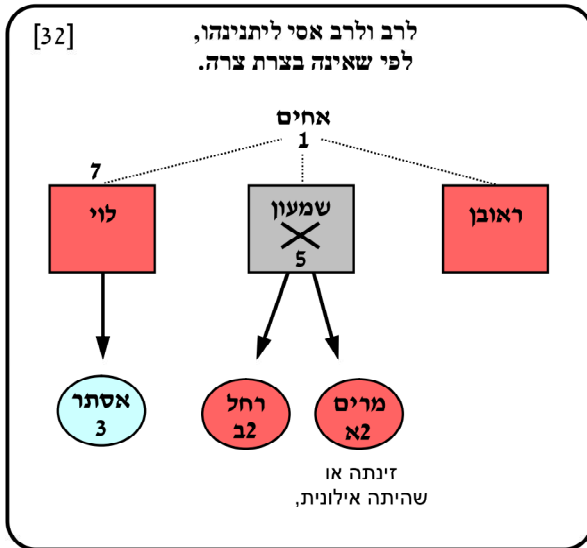 [32]
לרב ולרב אסי ליתנינהו,
לפי שאינה בצרת צרה.
אחים
1
7
ראובן
שמעון
5
לוי
מרים
2א
רחל
2ב
אסתר
3
זינתה או
שהיתה אילונית,